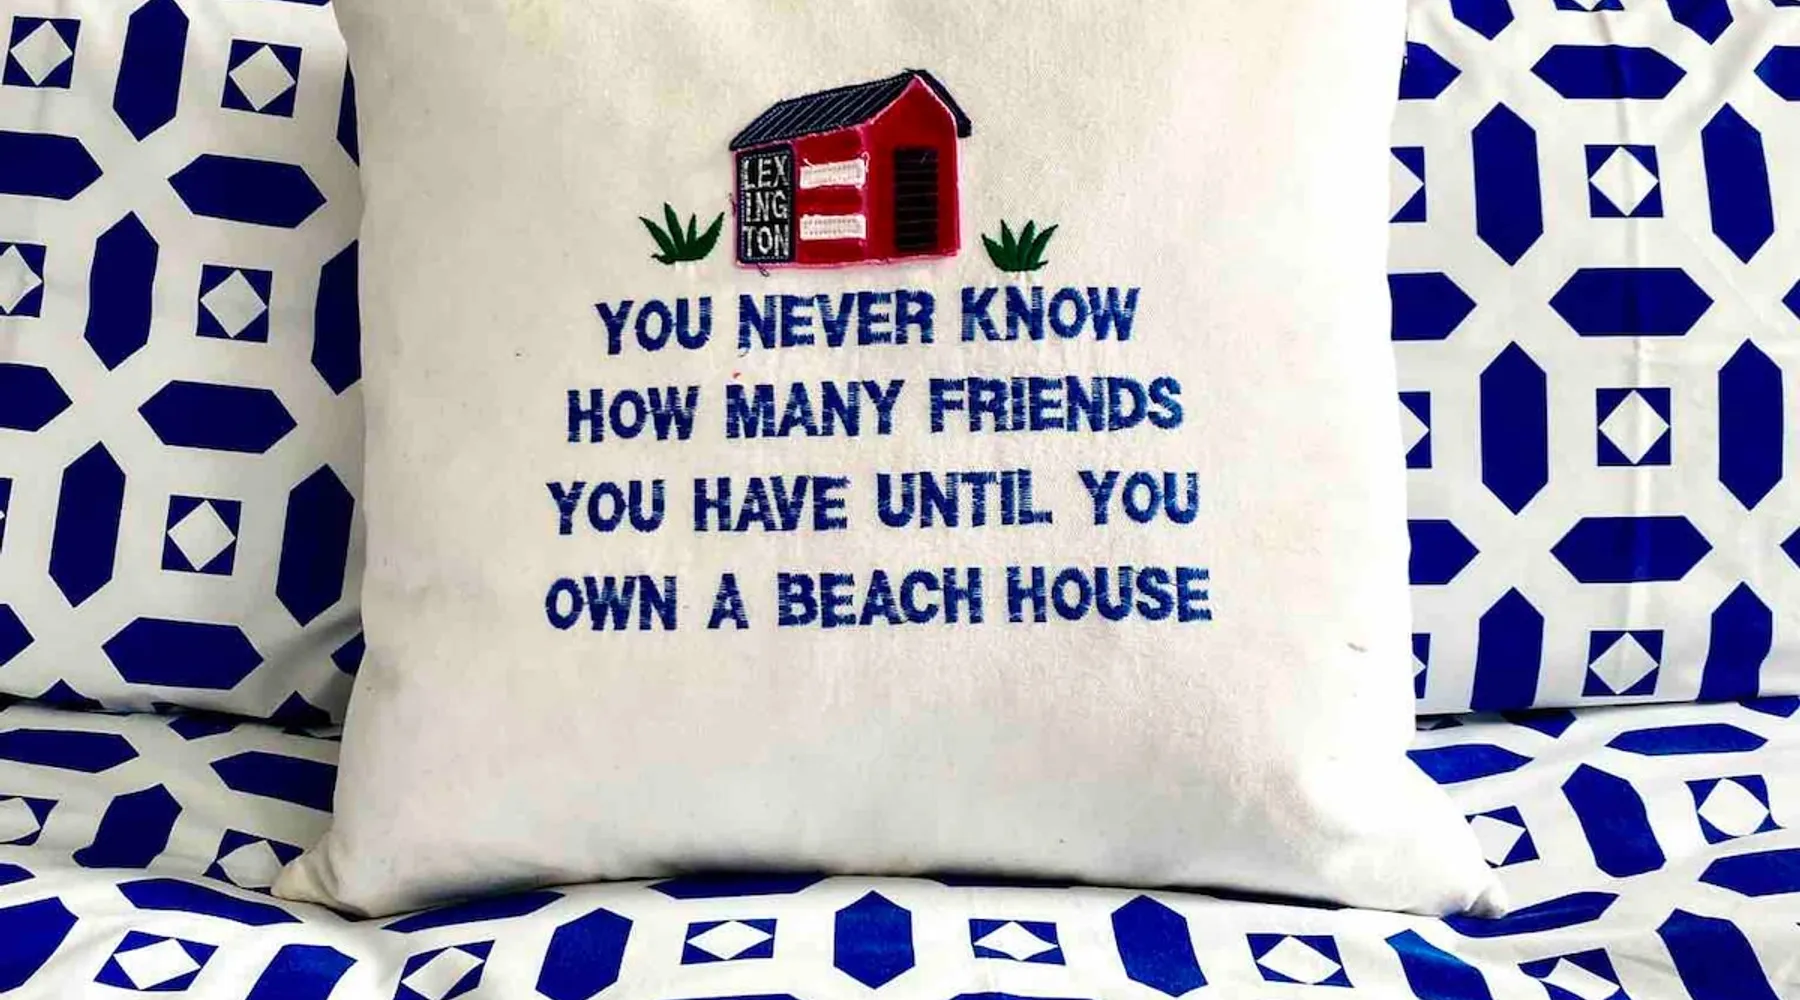 LEX
ING
TON
YOU NEVER KNOW
HOW MANY FRIENDS
YOU HAVE UNTIL YOU
OWN A BEACH HOUSE